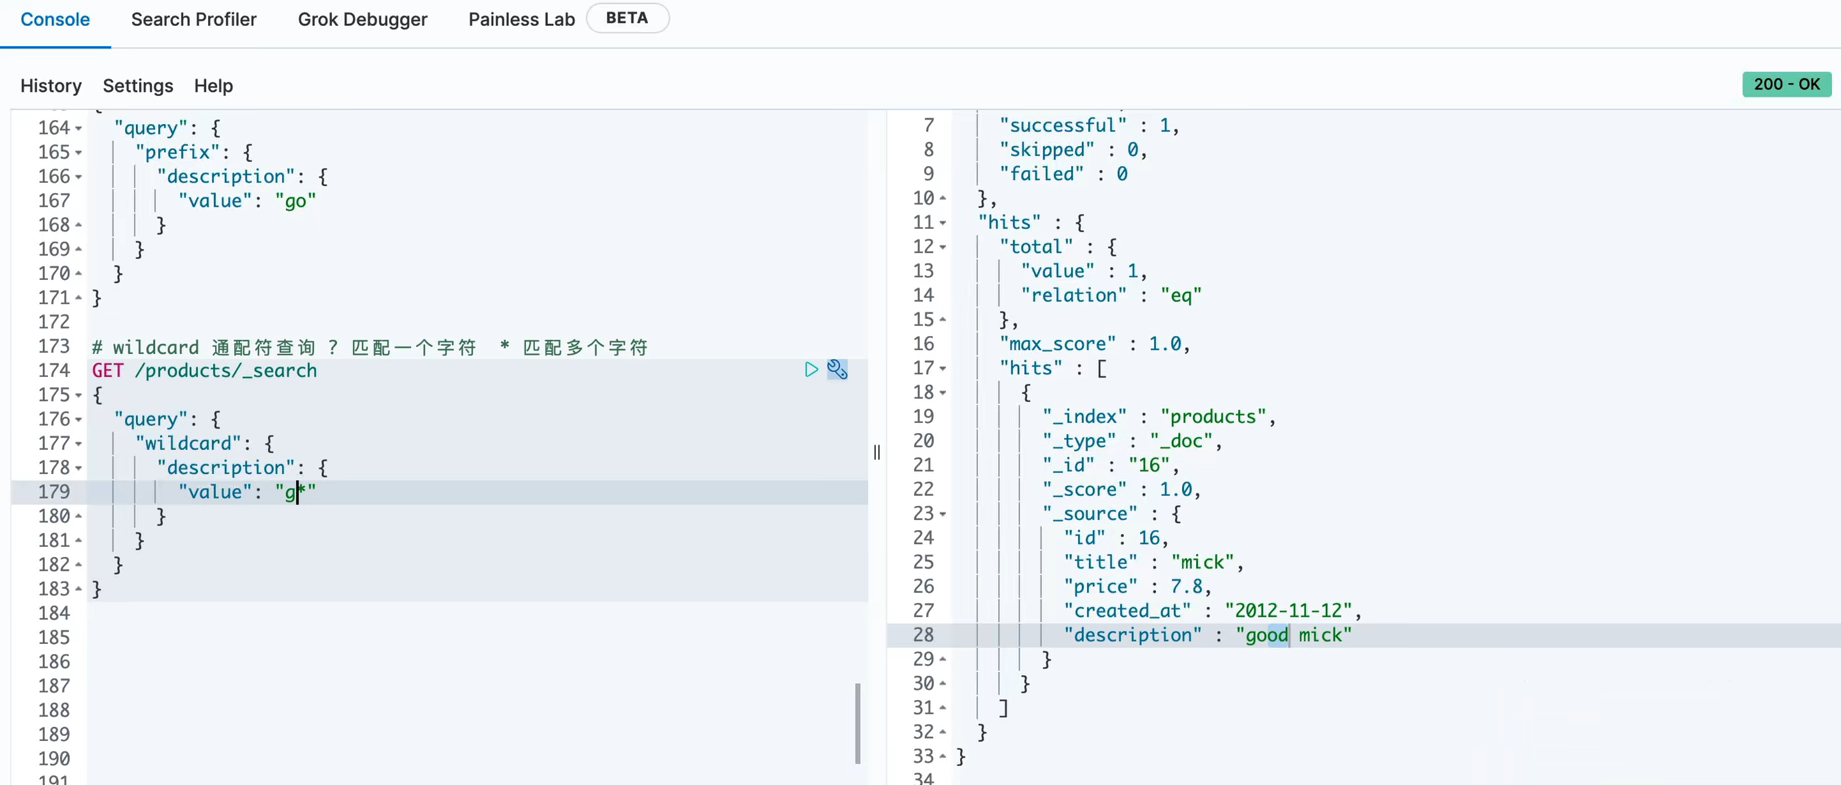 Console Search Profiler Grok Debugger Painless Lab BETA
History Settings Help 200 - OK
164 "query": {
165 "prefix": {
166 "description": {
167 "value": "go"
168 }
169 }
170 }
171 }
172
173 # wildcard 通配符查询 ? 匹配一个字符 * 匹配多个字符
174 GET /products/_search
175 {
176 "query": {
177 "wildcard": {
178 "description": {
179 "value": "g*"
180 }
181 }
182 }
183 }
184
185
186
187
188
189
190
191
7 "successful" : 1,
8 "skipped" : 0,
9 "failed" : 0
10 },
11 "hits" : {
12 "total" : {
13 "value" : 1,
14 "relation" : "eq"
15 },
16 "max_score" : 1.0,
17 "hits" : [
18 {
19 "_index" : "products",
20 "_type" : "_doc",
21 "_id" : "16",
22 "_score" : 1.0,
23 "_source" : {
24 "id" : 16,
25 "title" : "mick",
26 "price" : 7.8,
27 "created_at" : "2012-11-12",
28 "description" : "good mick"
29 }
30 }
31 ]
32 }
33 }
34